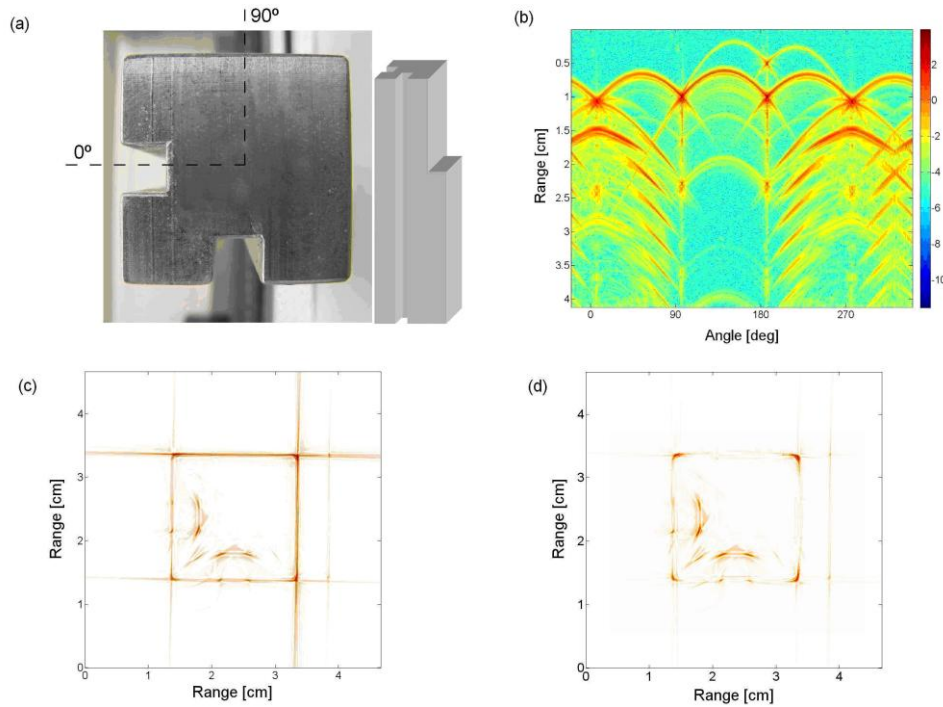 (a)
90º
0º
(b)
0.5
1
1.5
2
2.5
3
3.5
4
Range [cm]
0 90 180 270
Angle [deg]
2
0
-2
-4
-6
-8
-10
(c)
4
3
2
1
0
Range [cm]
0 1 2 3 4
Range [cm]
(d)
4
3
2
1
0
Range [cm]
0 1 2 3 4
Range [cm]